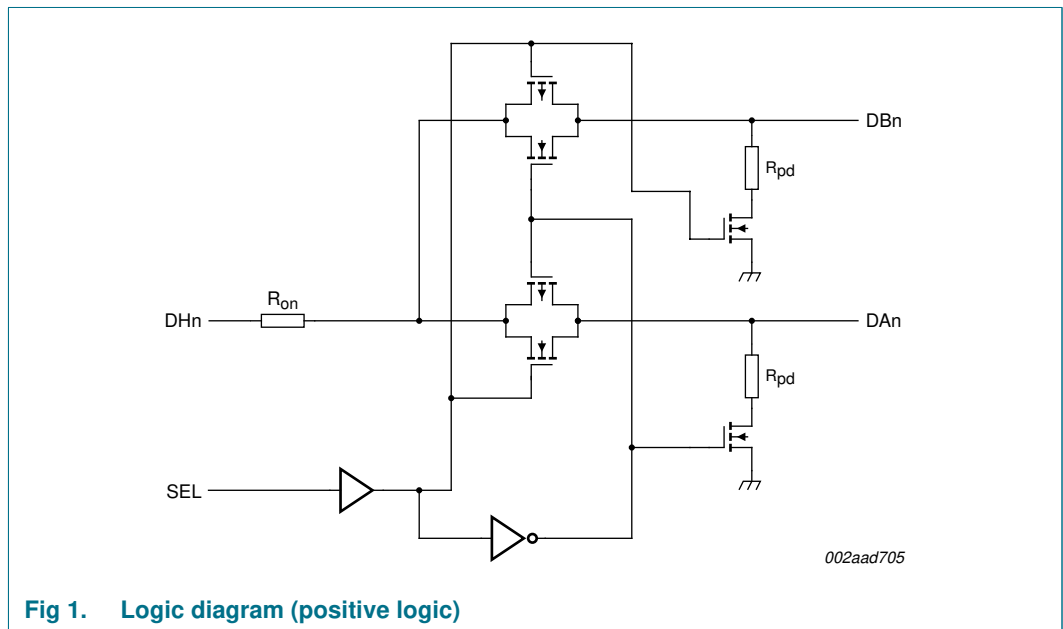 DBn
Rpd
Ron
DHn
DAn
Rpd
SEL
002aad705
Fig 1. Logic diagram (positive logic)